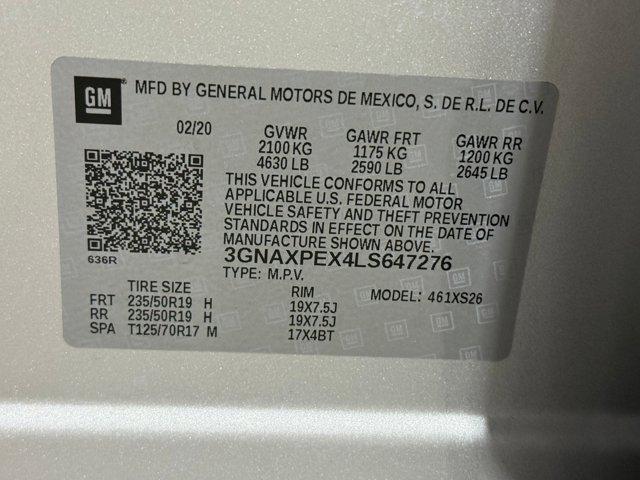 GM MFD BY GENERAL MOTORS DE MEXICO, S. DE R.L. DE C.V.
02/20 GVWR GAWR FRT GAWR RR
2100 KG 1175 KG 1200 KG
4630 LB 2590 LB 2645 LB
THIS VEHICLE CONFORMS TO ALL
APPLICABLE U.S. FEDERAL MOTOR
VEHICLE SAFETY AND THEFT PREVENTION
STANDARDS IN EFFECT ON THE DATE OF
MANUFACTURE SHOWN ABOVE.
636R 3GNAXPEX4LS647276
TYPE: M.P.V.
TIRE SIZE RIM MODEL: 461XS26
FRT 235/50R19 H 19X7.5J
RR 235/50R19 H 19X7.5J
SPA T125/70R17 M 17X4BT